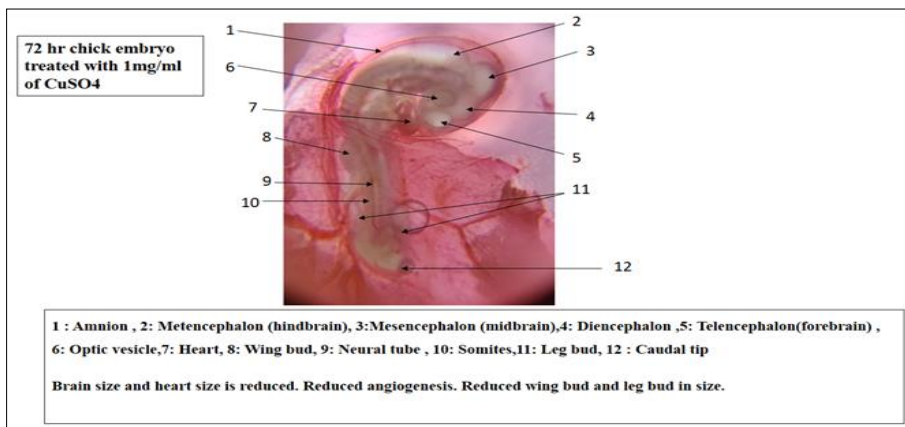 1
2
72 hr chick embryo
treated with 1mg/ml
of CuSO4
3
6
7
4
8
5
9
11
10
12
1 : Amnion , 2: Metencephalon (hindbrain), 3:Mesencephalon (midbrain),4: Diencephalon ,5: Telencephalon(forebrain) ,
6: Optic vesicle,7: Heart, 8: Wing bud, 9: Neural tube , 10: Somites,11: Leg bud, 12 : Caudal tip
Brain size and heart size is reduced. Reduced angiogenesis. Reduced wing bud and leg bud in size.